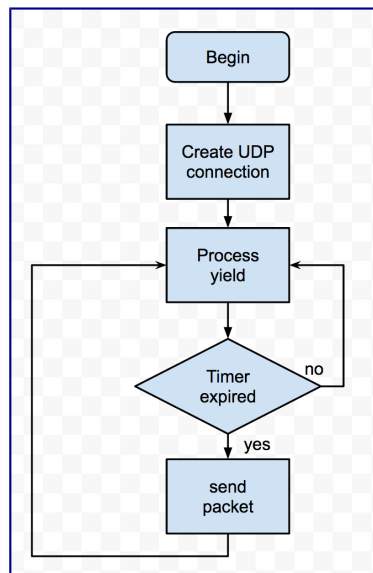 Begin
Create UDP
connection
Process
yield
Timer
expired
no
yes
send
packet